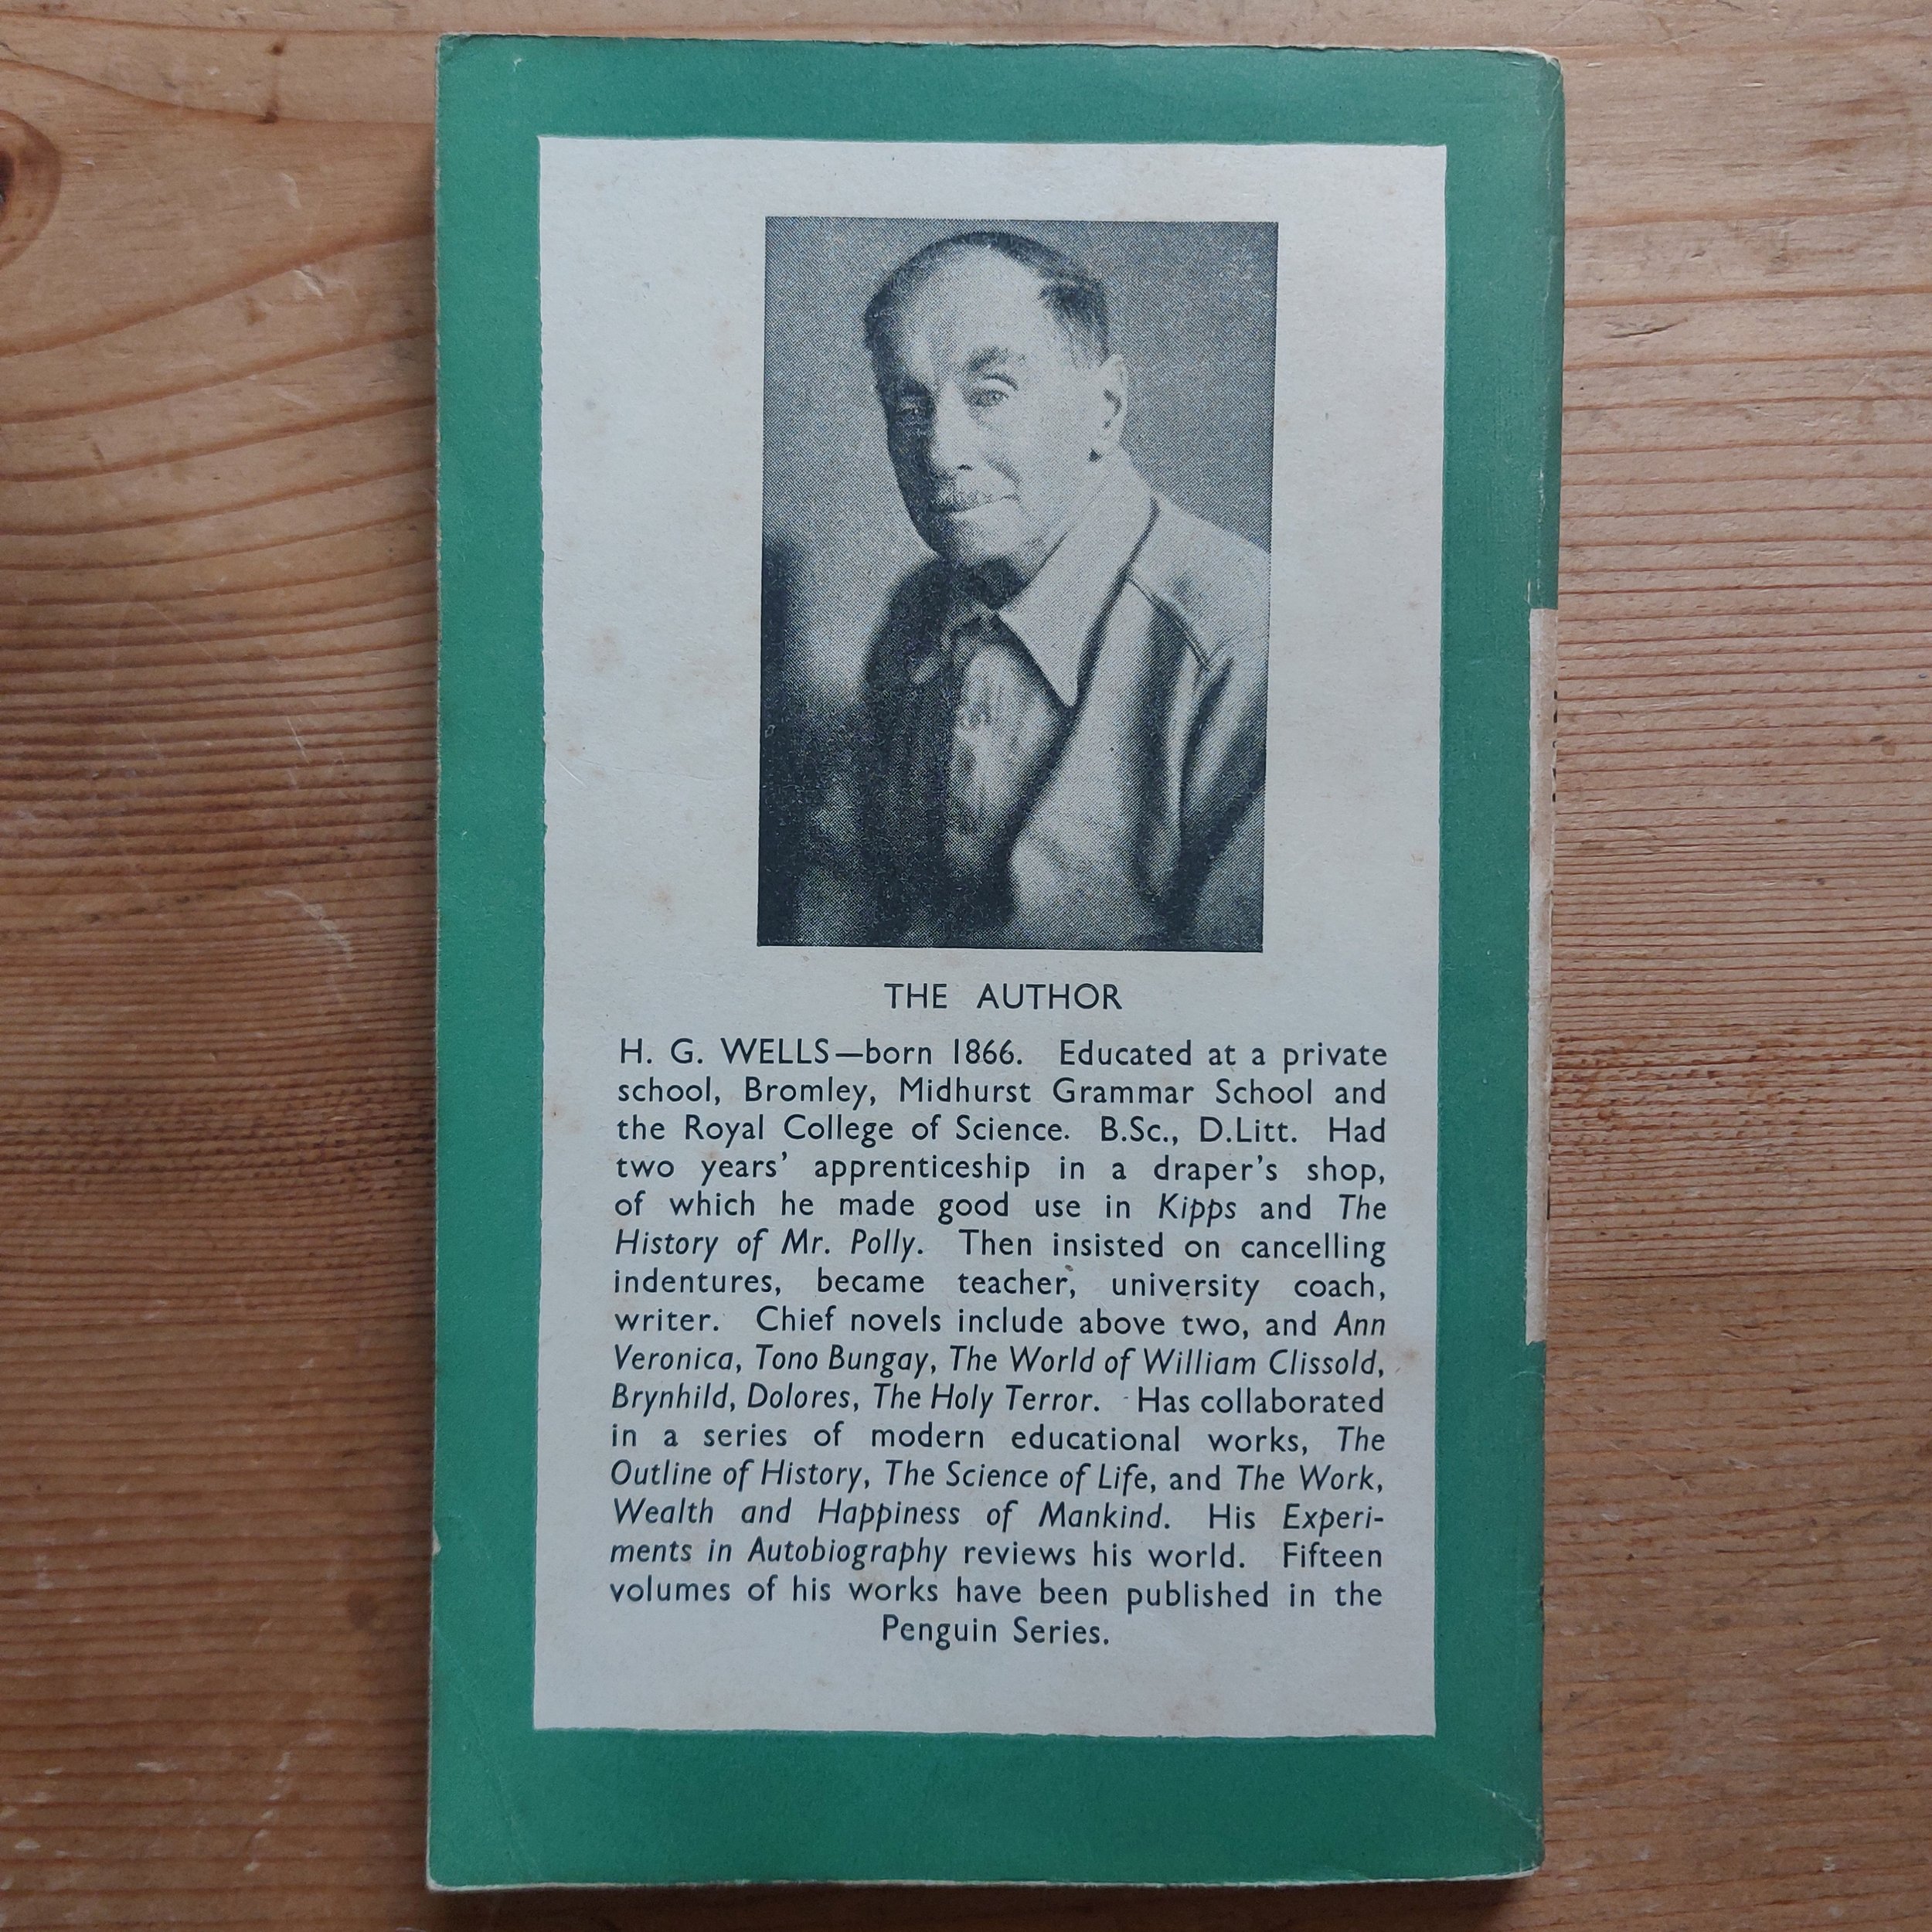 THE AUTHOR
H. G. WELLS—born 1866. Educated at a private
school, Bromley, Midhurst Grammar School and
the Royal College of Science. B.Sc., D.Litt. Had
two years' apprenticeship in a draper's shop,
of which he made good use in Kipps and The
History of Mr. Polly. Then insisted on cancelling
indentures, became teacher, university coach,
writer. Chief novels include above two, and Ann
Veronica, Tono Bungay, The World of William Clissold,
Brynhild, Dolores, The Holy Terror. Has collaborated
in a series of modern educational works, The
Outline of History, The Science of Life, and The Work,
Wealth and Happiness of Mankind. His Experi-
ments in Autobiography reviews his world. Fifteen
volumes of his works have been published in the
Penguin Series.